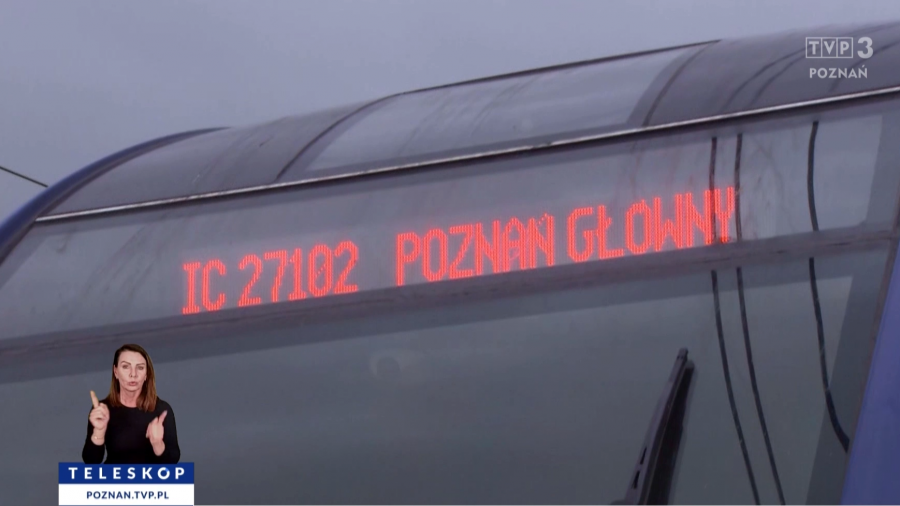 TVP3
POZNAŃ
IC 27102 POZNAŃ GŁOWNY
TELESKOP
POZNAN.TVP.PL